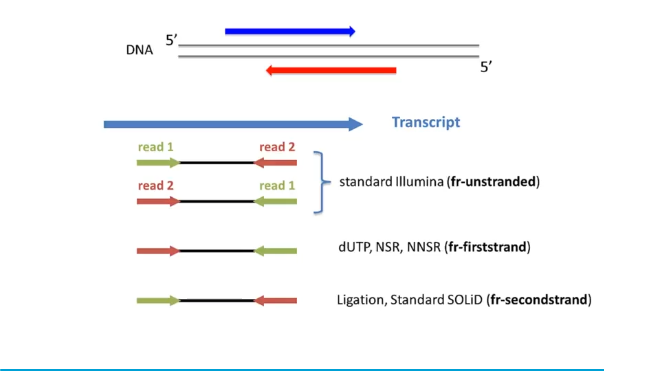 5’
DNA
5’
Transcript
read 1 read 2
read 2 read 1
standard Illumina (fr-unstranded)
dUTP, NSR, NNSR (fr-firststrand)
Ligation, Standard SOLiD (fr-secondstrand)